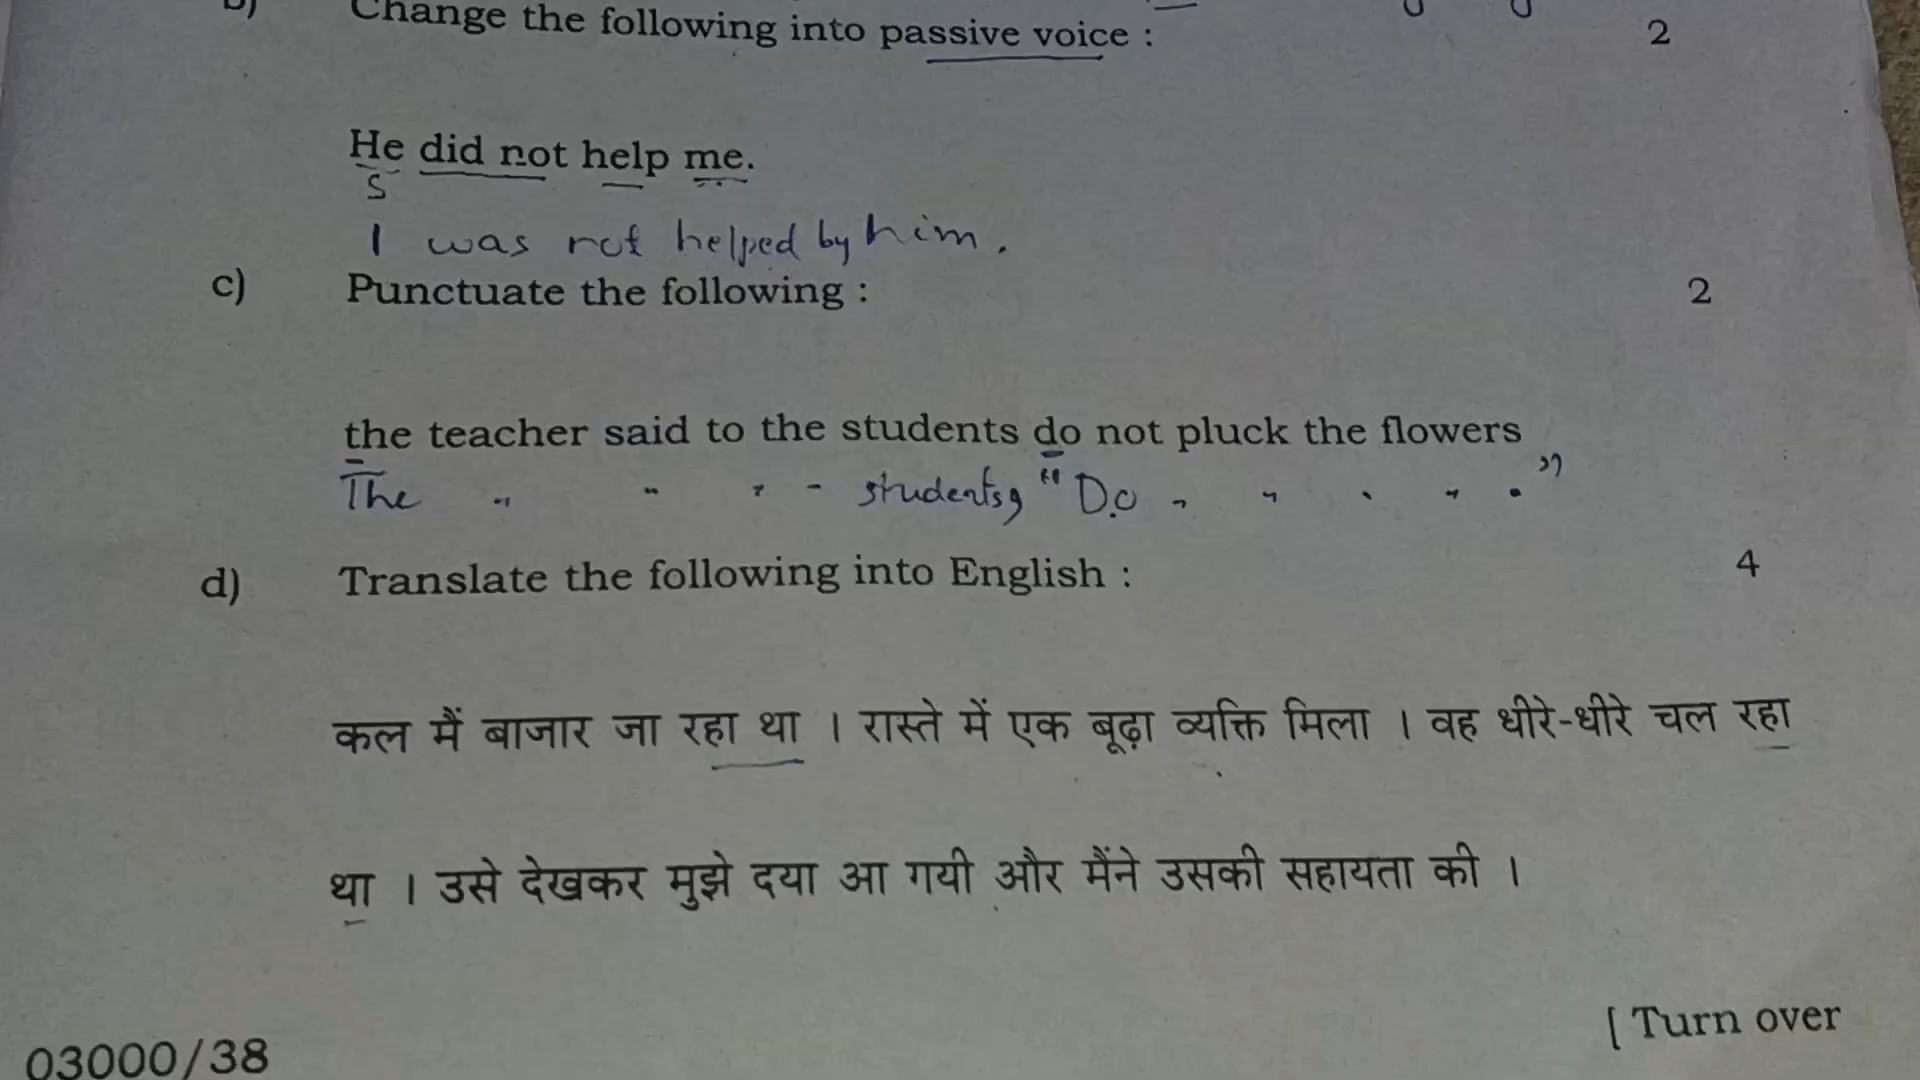 b) Change the following into passive voice : 2
He did not help me.
S
I was not helped by him.
c) Punctuate the following : 2
the teacher said to the students do not pluck the flowers
The " " " - students, "Do " " " " ."
d) Translate the following into English : 4
कल मैं बाजार जा रहा था । रास्ते में एक बूढ़ा व्यक्ति मिला । वह धीरे-धीरे चल रहा
था । उसे देखकर मुझे दया आ गयी और मैंने उसकी सहायता की ।
[ Turn over
03000/38